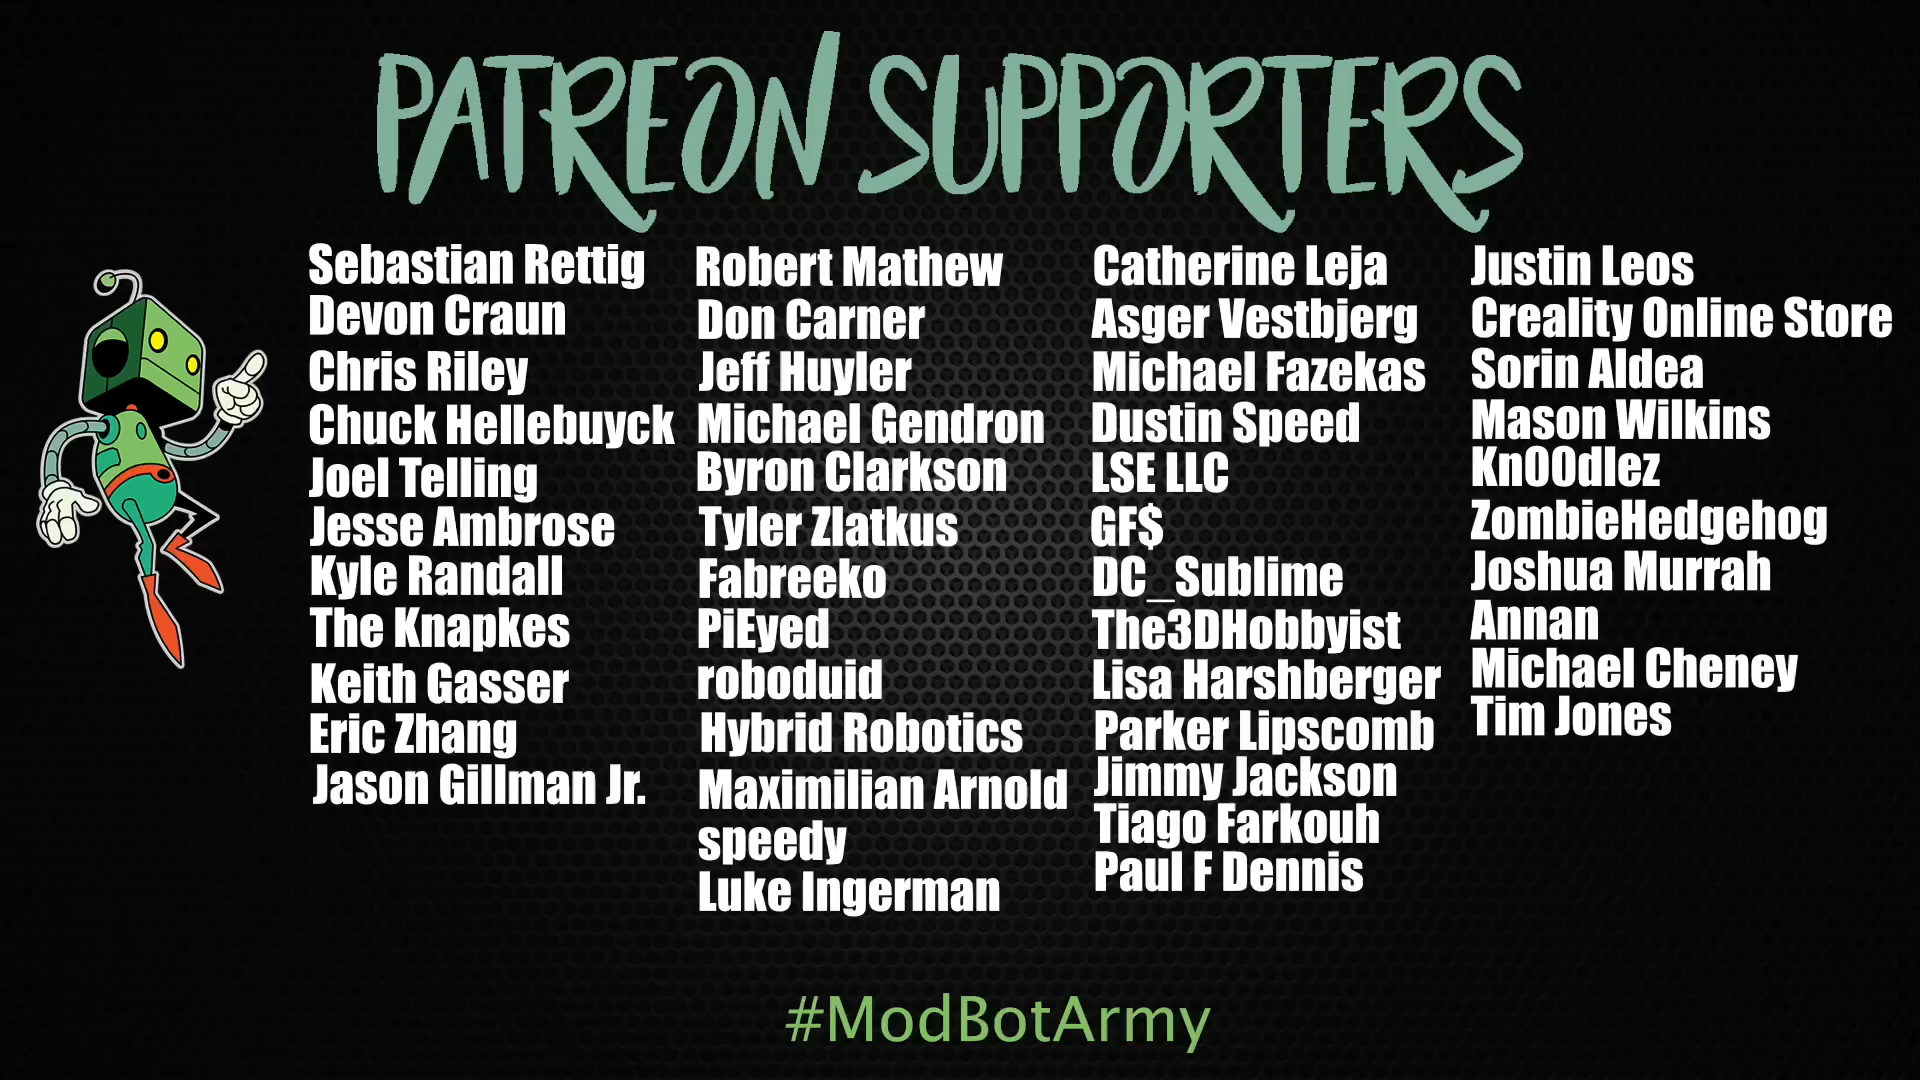 PATREON SUPPORTERS
Sebastian Rettig
Devon Craun
Chris Riley
Chuck Hellebuyck
Joel Telling
Jesse Ambrose
Kyle Randall
The Knapkes
Keith Gasser
Eric Zhang
Jason Gillman Jr.
Robert Mathew
Don Carner
Jeff Huyler
Michael Gendron
Byron Clarkson
Tyler Zlatkus
Fabreeko
PiEyed
roboduid
Hybrid Robotics
Maximilian Arnold
speedy
Luke Ingerman
Catherine Leja
Asger Vestbjerg
Michael Fazekas
Dustin Speed
LSE LLC
GF$
DC_Sublime
The3DHobbyist
Lisa Harshberger
Parker Lipscomb
Jimmy Jackson
Tiago Farkouh
Paul F Dennis
Justin Leos
Creality Online Store
Sorin Aldea
Mason Wilkins
Kn00dlez
ZombieHedgehog
Joshua Murrah
Annan
Michael Cheney
Tim Jones
#ModBotArmy